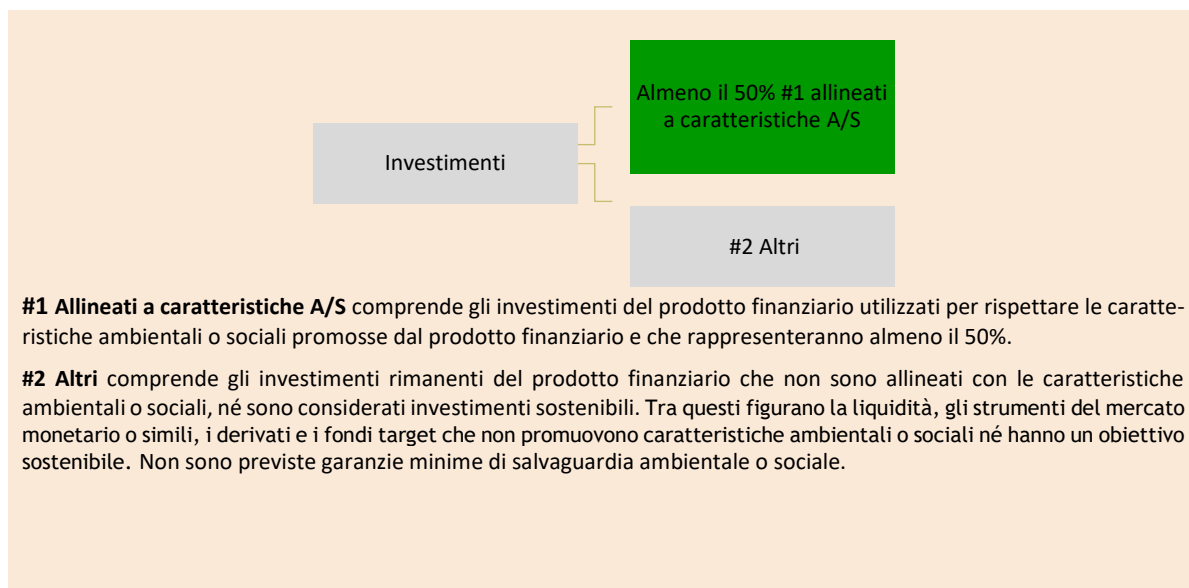 Almeno il 50% #1 allineati
a caratteristiche A/S
Investimenti
#2 Altri
#1 Allineati a caratteristiche A/S comprende gli investimenti del prodotto finanziario utilizzati per rispettare le caratte-
ristiche ambientali o sociali promosse dal prodotto finanziario e che rappresenteranno almeno il 50%.
#2 Altri comprende gli investimenti rimanenti del prodotto finanziario che non sono allineati con le caratteristiche
ambientali o sociali, né sono considerati investimenti sostenibili. Tra questi figurano la liquidità, gli strumenti del mercato
monetario o simili, i derivati e i fondi target che non promuovono caratteristiche ambientali o sociali né hanno un obiettivo
sostenibile. Non sono previste garanzie minime di salvaguardia ambientale o sociale.